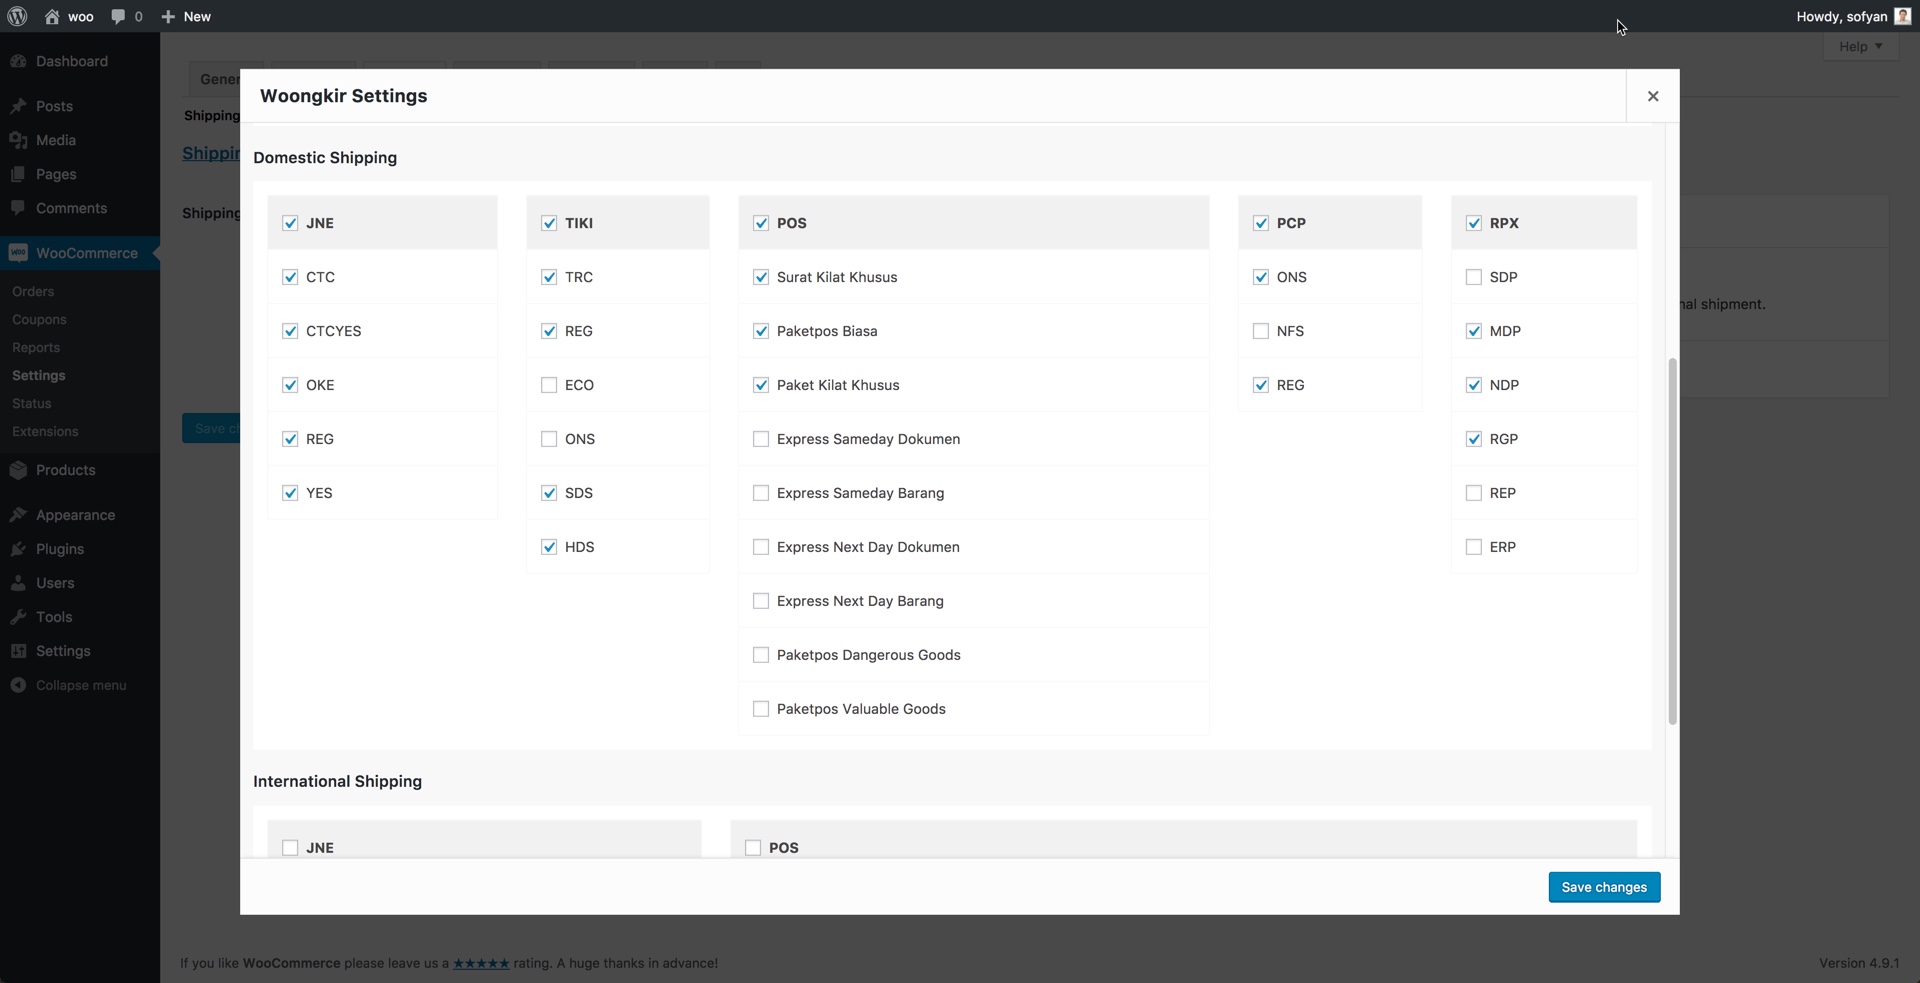 woo 0 New Howdy, sofyan
Help
Dashboard
Posts
Media
Pages
Comments
WooCommerce
Orders
Coupons
Reports
Settings
Status
Extensions
Products
Appearance
Plugins
Users
Tools
Settings
Collapse menu
Gener
Shipping
Shippin
Shipping
Save ch
nal shipment.
Woongkir Settings
Domestic Shipping
JNE
CTC
CTCYES
OKE
REG
YES
TIKI
TRC
REG
ECO
ONS
SDS
HDS
POS
Surat Kilat Khusus
Paketpos Biasa
Paket Kilat Khusus
Express Sameday Dokumen
Express Sameday Barang
Express Next Day Dokumen
Express Next Day Barang
Paketpos Dangerous Goods
Paketpos Valuable Goods
PCP
ONS
NFS
REG
RPX
SDP
MDP
NDP
RGP
REP
ERP
International Shipping
JNE
POS
Save changes
If you like WooCommerce please leave us a ★★★★★ rating. A huge thanks in advance!
Version 4.9.1